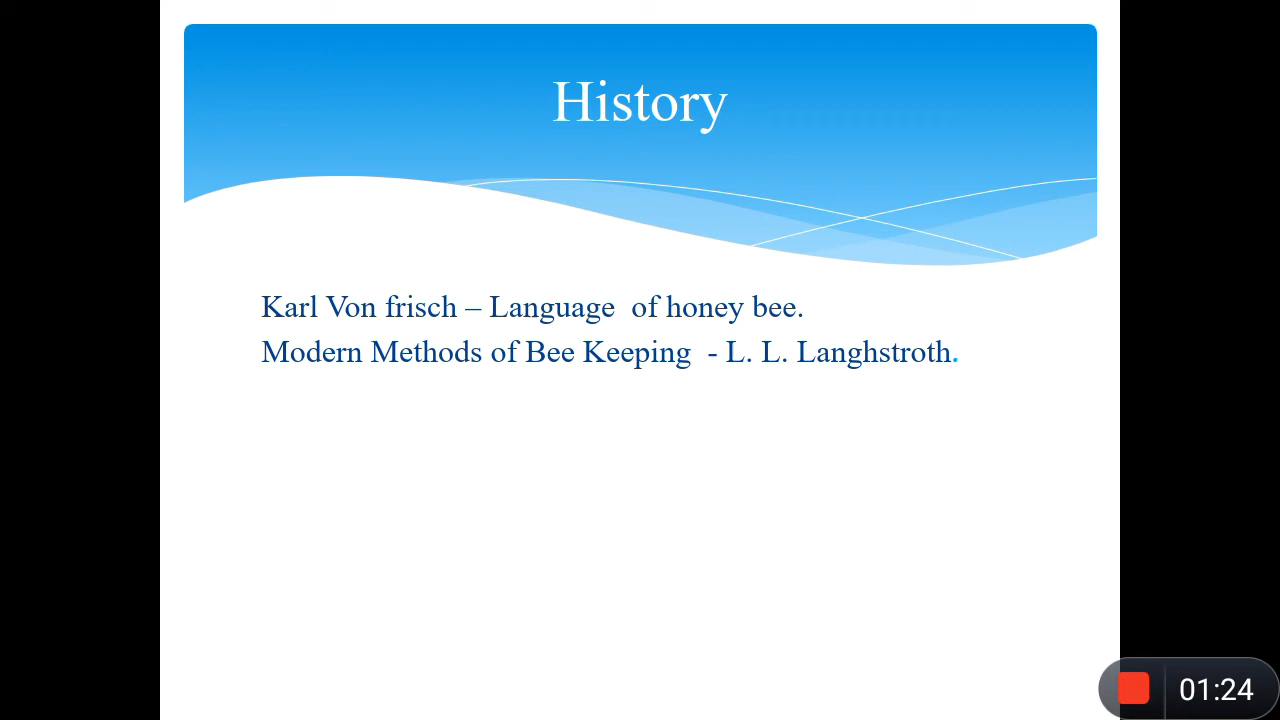 History
Karl Von frisch – Language  of honey bee.
Modern Methods of Bee Keeping  - L. L. Langhstroth.
01:24